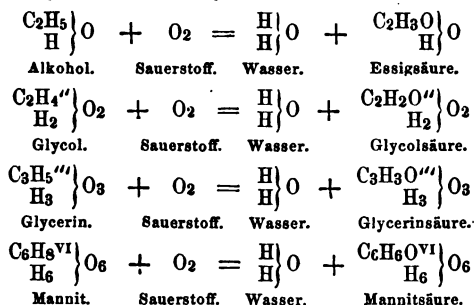 C2H5 H } O + O2 = H H } O + C2H3O H } O
Alkohol. Sauerstoff. Wasser. Essigsäure.
C2H4″ H2 } O2 + O2 = H H } O + C2H2O″ H2 } O2
Glycol. Sauerstoff. Wasser. Glycolsäure.
C3H5‴ H3 } O3 + O2 = H H } O + C3H3O‴ H3 } O3
Glycerin. Sauerstoff. Wasser. Glycerinsäure.
C6H8VI H6 } O6 + O2 = H H } O + C6H6OVI H6 } O6
Mannit. Sauerstoff. Wasser. Mannitsäure.